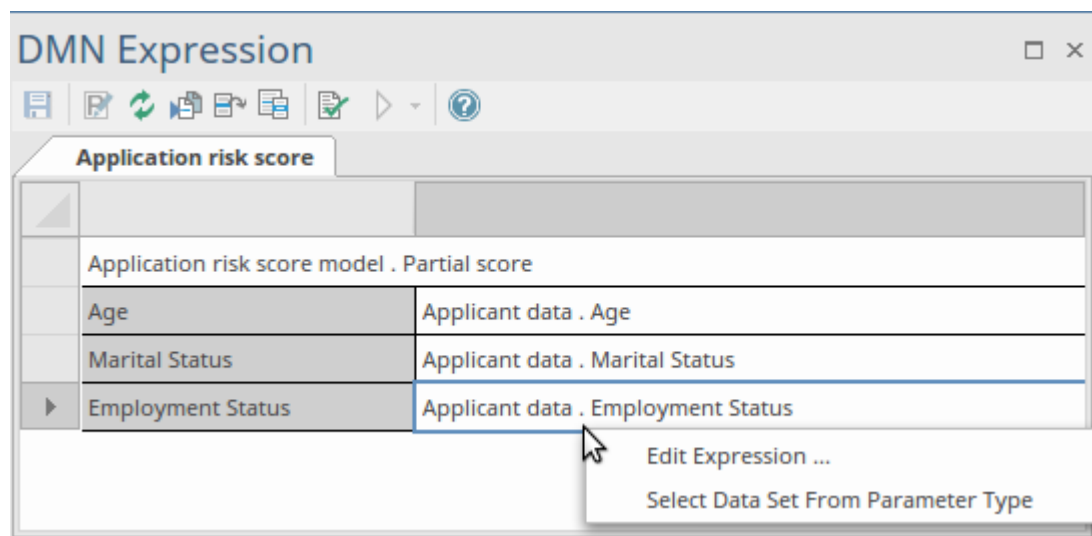 DMN Expression
Application risk score
Application risk score model . Partial score
Age Applicant data . Age
Marital Status Applicant data . Marital Status
Employment Status Applicant data . Employment Status
Edit Expression ...
Select Data Set From Parameter Type